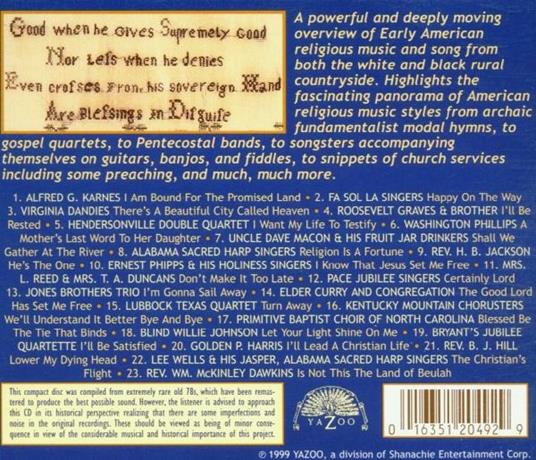 Good when he gives Supremely Good
Nor Less when he denies
Even crosses from his sovereign Hand
Are Blessings in Disguise
A powerful and deeply moving
overview of Early American
religious music and song from
both the white and black rural
countryside. Highlights the
fascinating panorama of American
religious music styles from archaic
fundamentalist modal hymns, to
gospel quartets, to Pentecostal bands, to songsters accompanying
themselves on guitars, banjos, and fiddles, to snippets of church services
including some preaching, and much, much more.
1. ALFRED G. KARNES I Am Bound For The Promised Land • 2. FA SOL LA SINGERS Happy On The Way
3. VIRGINIA DANDIES There's A Beautiful City Called Heaven • 4. ROOSEVELT GRAVES & BROTHER I'll Be
Rested • 5. HENDERSONVILLE DOUBLE QUARTET I Want My Life To Testify • 6. WASHINGTON PHILLIPS A
Mother's Last Word To Her Daughter • 7. UNCLE DAVE MACON & HIS FRUIT JAR DRINKERS Shall We
Gather At The River • 8. ALABAMA SACRED HARP SINGERS Religion Is A Fortune • 9. REV. H. B. JACKSON
He's The One • 10. ERNEST PHIPPS & HIS HOLINESS SINGERS I Know That Jesus Set Me Free • 11. MRS.
L. REED & MRS. T. A. DUNCANS Don't Make It Too Late • 12. PACE JUBILEE SINGERS Certainly Lord
13. JONES BROTHERS TRIO I'm Gonna Sail Away • 14. ELDER CURRY AND CONGREGATION The Good Lord
Has Set Me Free • 15. LUBBOCK TEXAS QUARTET Turn Away • 16. KENTUCKY MOUNTAIN CHORUSTERS
We'll Understand It Better Bye And Bye • 17. PRIMITIVE BAPTIST CHOIR OF NORTH CAROLINA Blessed Be
The Tie That Binds • 18. BLIND WILLIE JOHNSON Let Your Light Shine On Me • 19. BRYANT'S JUBILEE
QUARTETTE I'll Be Satisfied • 20. GOLDEN P. HARRIS I'll Lead A Christian Life • 21. REV. B. J. HILL
Lower My Dying Head • 22. LEE WELLS & HIS JASPER, ALABAMA SACRED HARP SINGERS The Christian's
Flight • 23. REV. WM. McKINLEY DAWKINS Is Not This The Land of Beulah
This compact disc was compiled from extremely rare old 78s, which have been remas-
tered to produce the best possible sound. However, the listener is advised to approach
this CD in its historical perspective realizing that there are some imperfections and
noise in the original recordings. These should be viewed as being of minor conse-
quence in view of the considerable musical and historical importance of this project.
YAZOO
0 16351 20492 9
© 1999 YAZOO, a division of Shanachie Entertainment Corp.